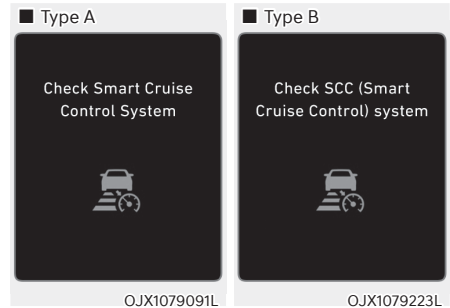 ■ Type A
Check Smart Cruise
Control System
OJX1079091L
■ Type B
Check SCC (Smart
Cruise Control) system
OJX1079223L